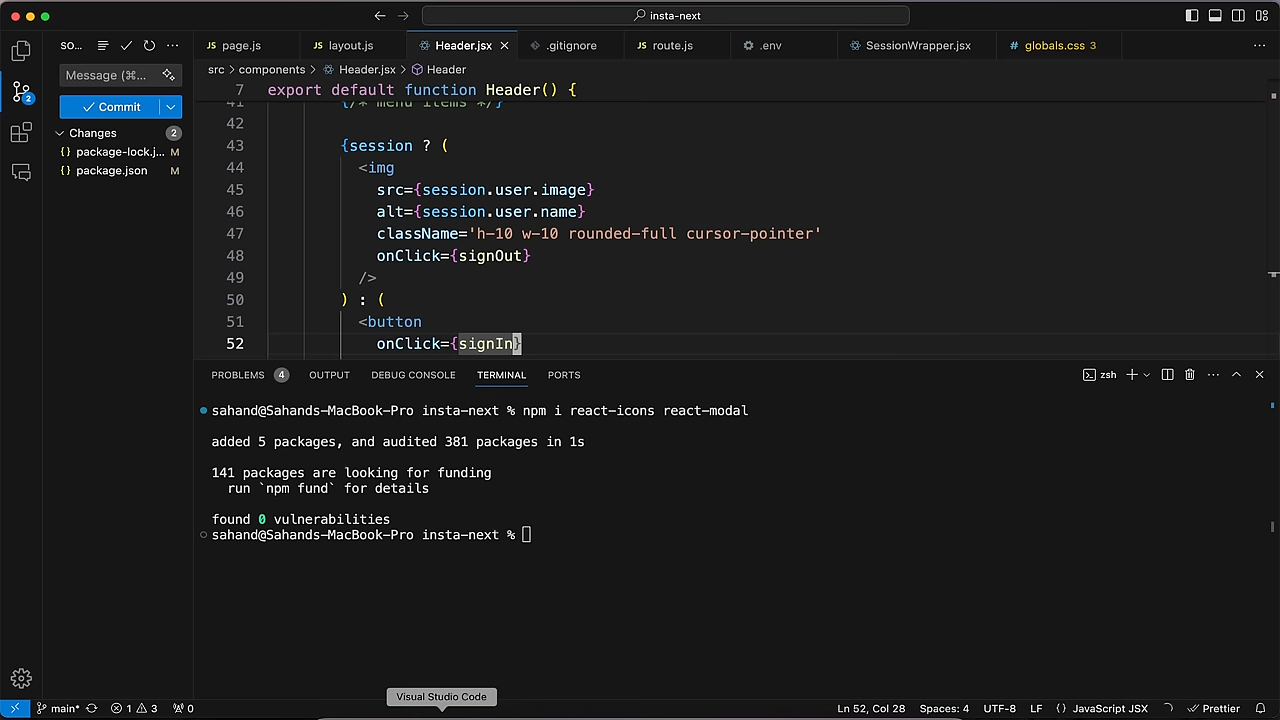 insta-next
SO...
page.js
layout.js
Header.jsx
.gitignore
route.js
.env
SessionWrapper.jsx
globals.css 3
src > components > Header.jsx > Header
Message (⌘...
Commit
Changes 2
package-lock.j... M
package.json M
2
7 export default function Header() {
41 {/* menu items */}
42
43 {session ? (
44 <img
45 src={session.user.image}
46 alt={session.user.name}
47 className='h-10 w-10 rounded-full cursor-pointer'
48 onClick={signOut}
49 />
50 ) : (
51 <button
52 onClick={signIn}
PROBLEMS 4 OUTPUT DEBUG CONSOLE TERMINAL PORTS
zsh
sahand@Sahands-MacBook-Pro insta-next % npm i react-icons react-modal
added 5 packages, and audited 381 packages in 1s
141 packages are looking for funding
run `npm fund` for details
found 0 vulnerabilities
sahand@Sahands-MacBook-Pro insta-next %
Visual Studio Code
main* 1 3 0
Ln 52, Col 28 Spaces: 4 UTF-8 LF {} JavaScript JSX Prettier